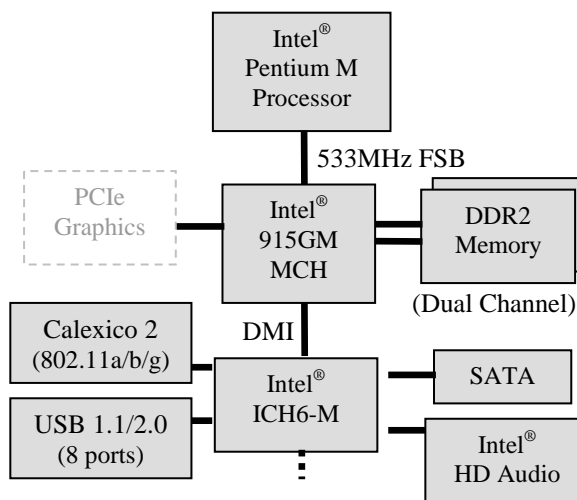 Intel®
Pentium M
Processor
533MHz FSB
PCIe
Graphics
Intel®
915GM
MCH
DDR2
Memory
(Dual Channel)
DMI
Calexico 2
(802.11a/b/g)
Intel®
ICH6-M
SATA
USB 1.1/2.0
(8 ports)
Intel®
HD Audio